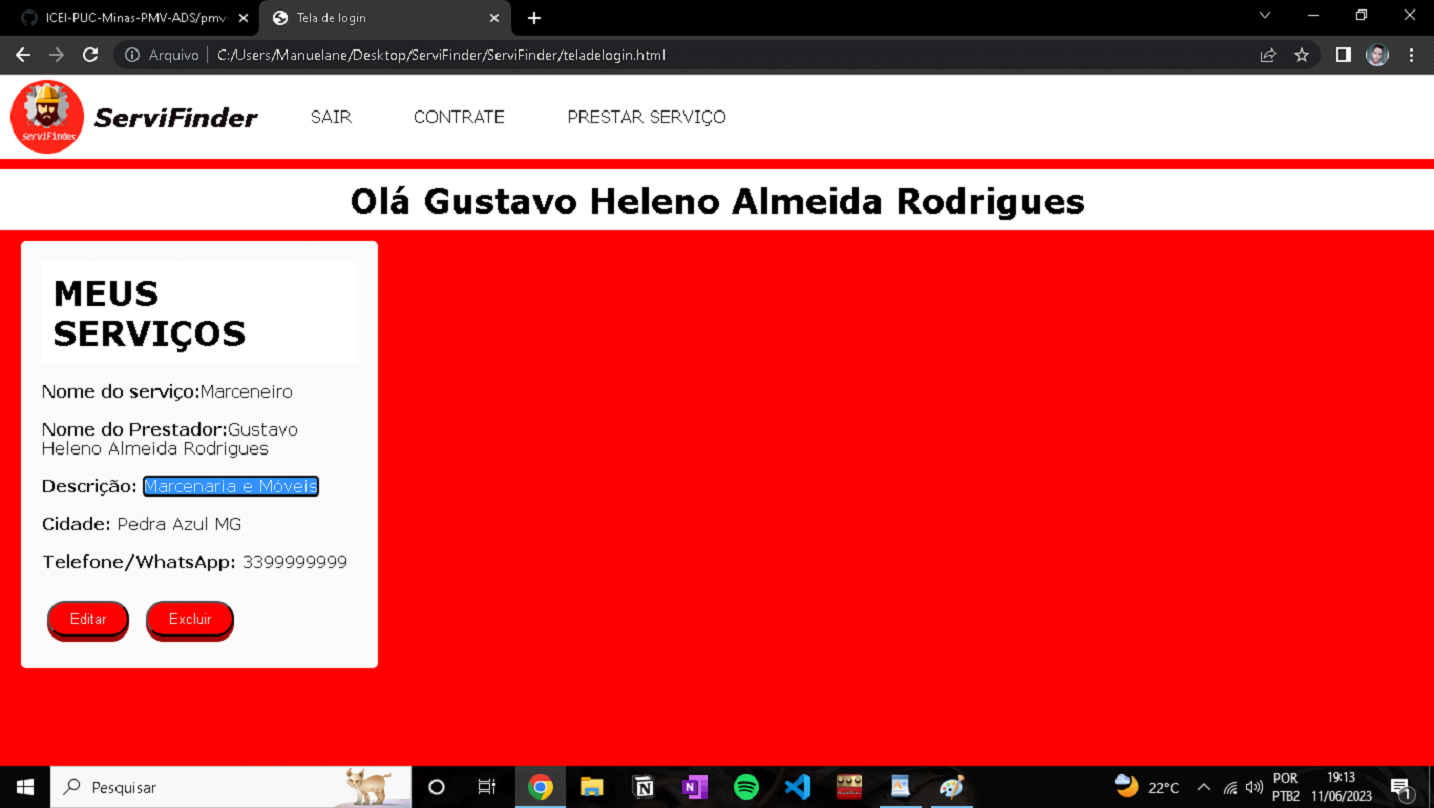 ICEI-PUC-Minas-PMV-ADS/pmv-
Tela de login
Arquivo
C:/Users/Manuelane/Desktop/ServiFinder/ServiFinder/teladelogin.html
ServiFinder
ServiFinder
SAIR
CONTRATE
PRESTAR SERVIÇO
Olá Gustavo Heleno Almeida Rodrigues
MEUS
SERVIÇOS
Nome do serviço:Marceneiro
Nome do Prestador:Gustavo
Heleno Almeida Rodrigues
Descrição: Marcenaria e Móveis
Cidade: Pedra Azul MG
Telefone/WhatsApp: 3399999999
Editar
Excluir
Pesquisar
22°C
POR
PTB2
19:13
11/06/2023
1